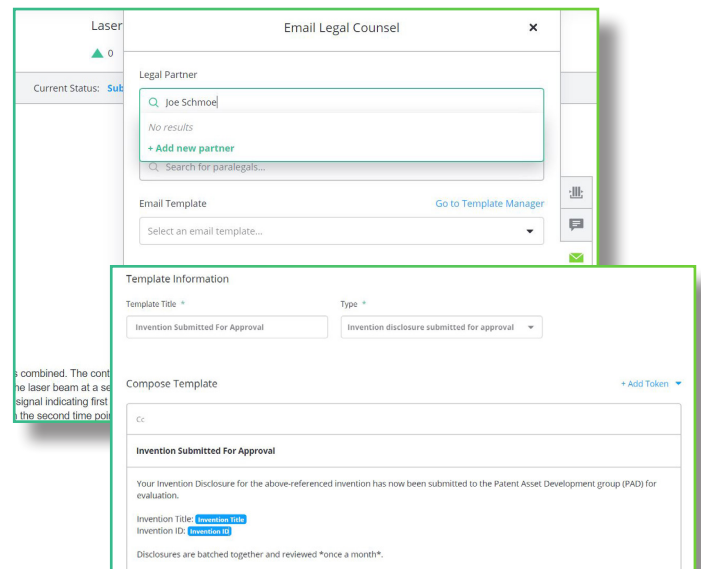 Laser
0
Current Status: Sub
Email Legal Counsel
×
Legal Partner
Joe Schmoe
No results
+ Add new partner
Search for paralegals...
Email Template
Go to Template Manager
Select an email template...
s combined. The cont
he laser beam at a se
signal indicating first
the second time poi
Template Information
Template Title *
Type *
Invention Submitted For Approval
Invention disclosure submitted for approval
Compose Template
+ Add Token
Cc
Invention Submitted For Approval
Your Invention Disclosure for the above-referenced invention has now been submitted to the Patent Asset Development group (PAD) for
evaluation.
Invention Title: Invention Title
Invention ID: Invention ID
Disclosures are batched together and reviewed *once a month*.